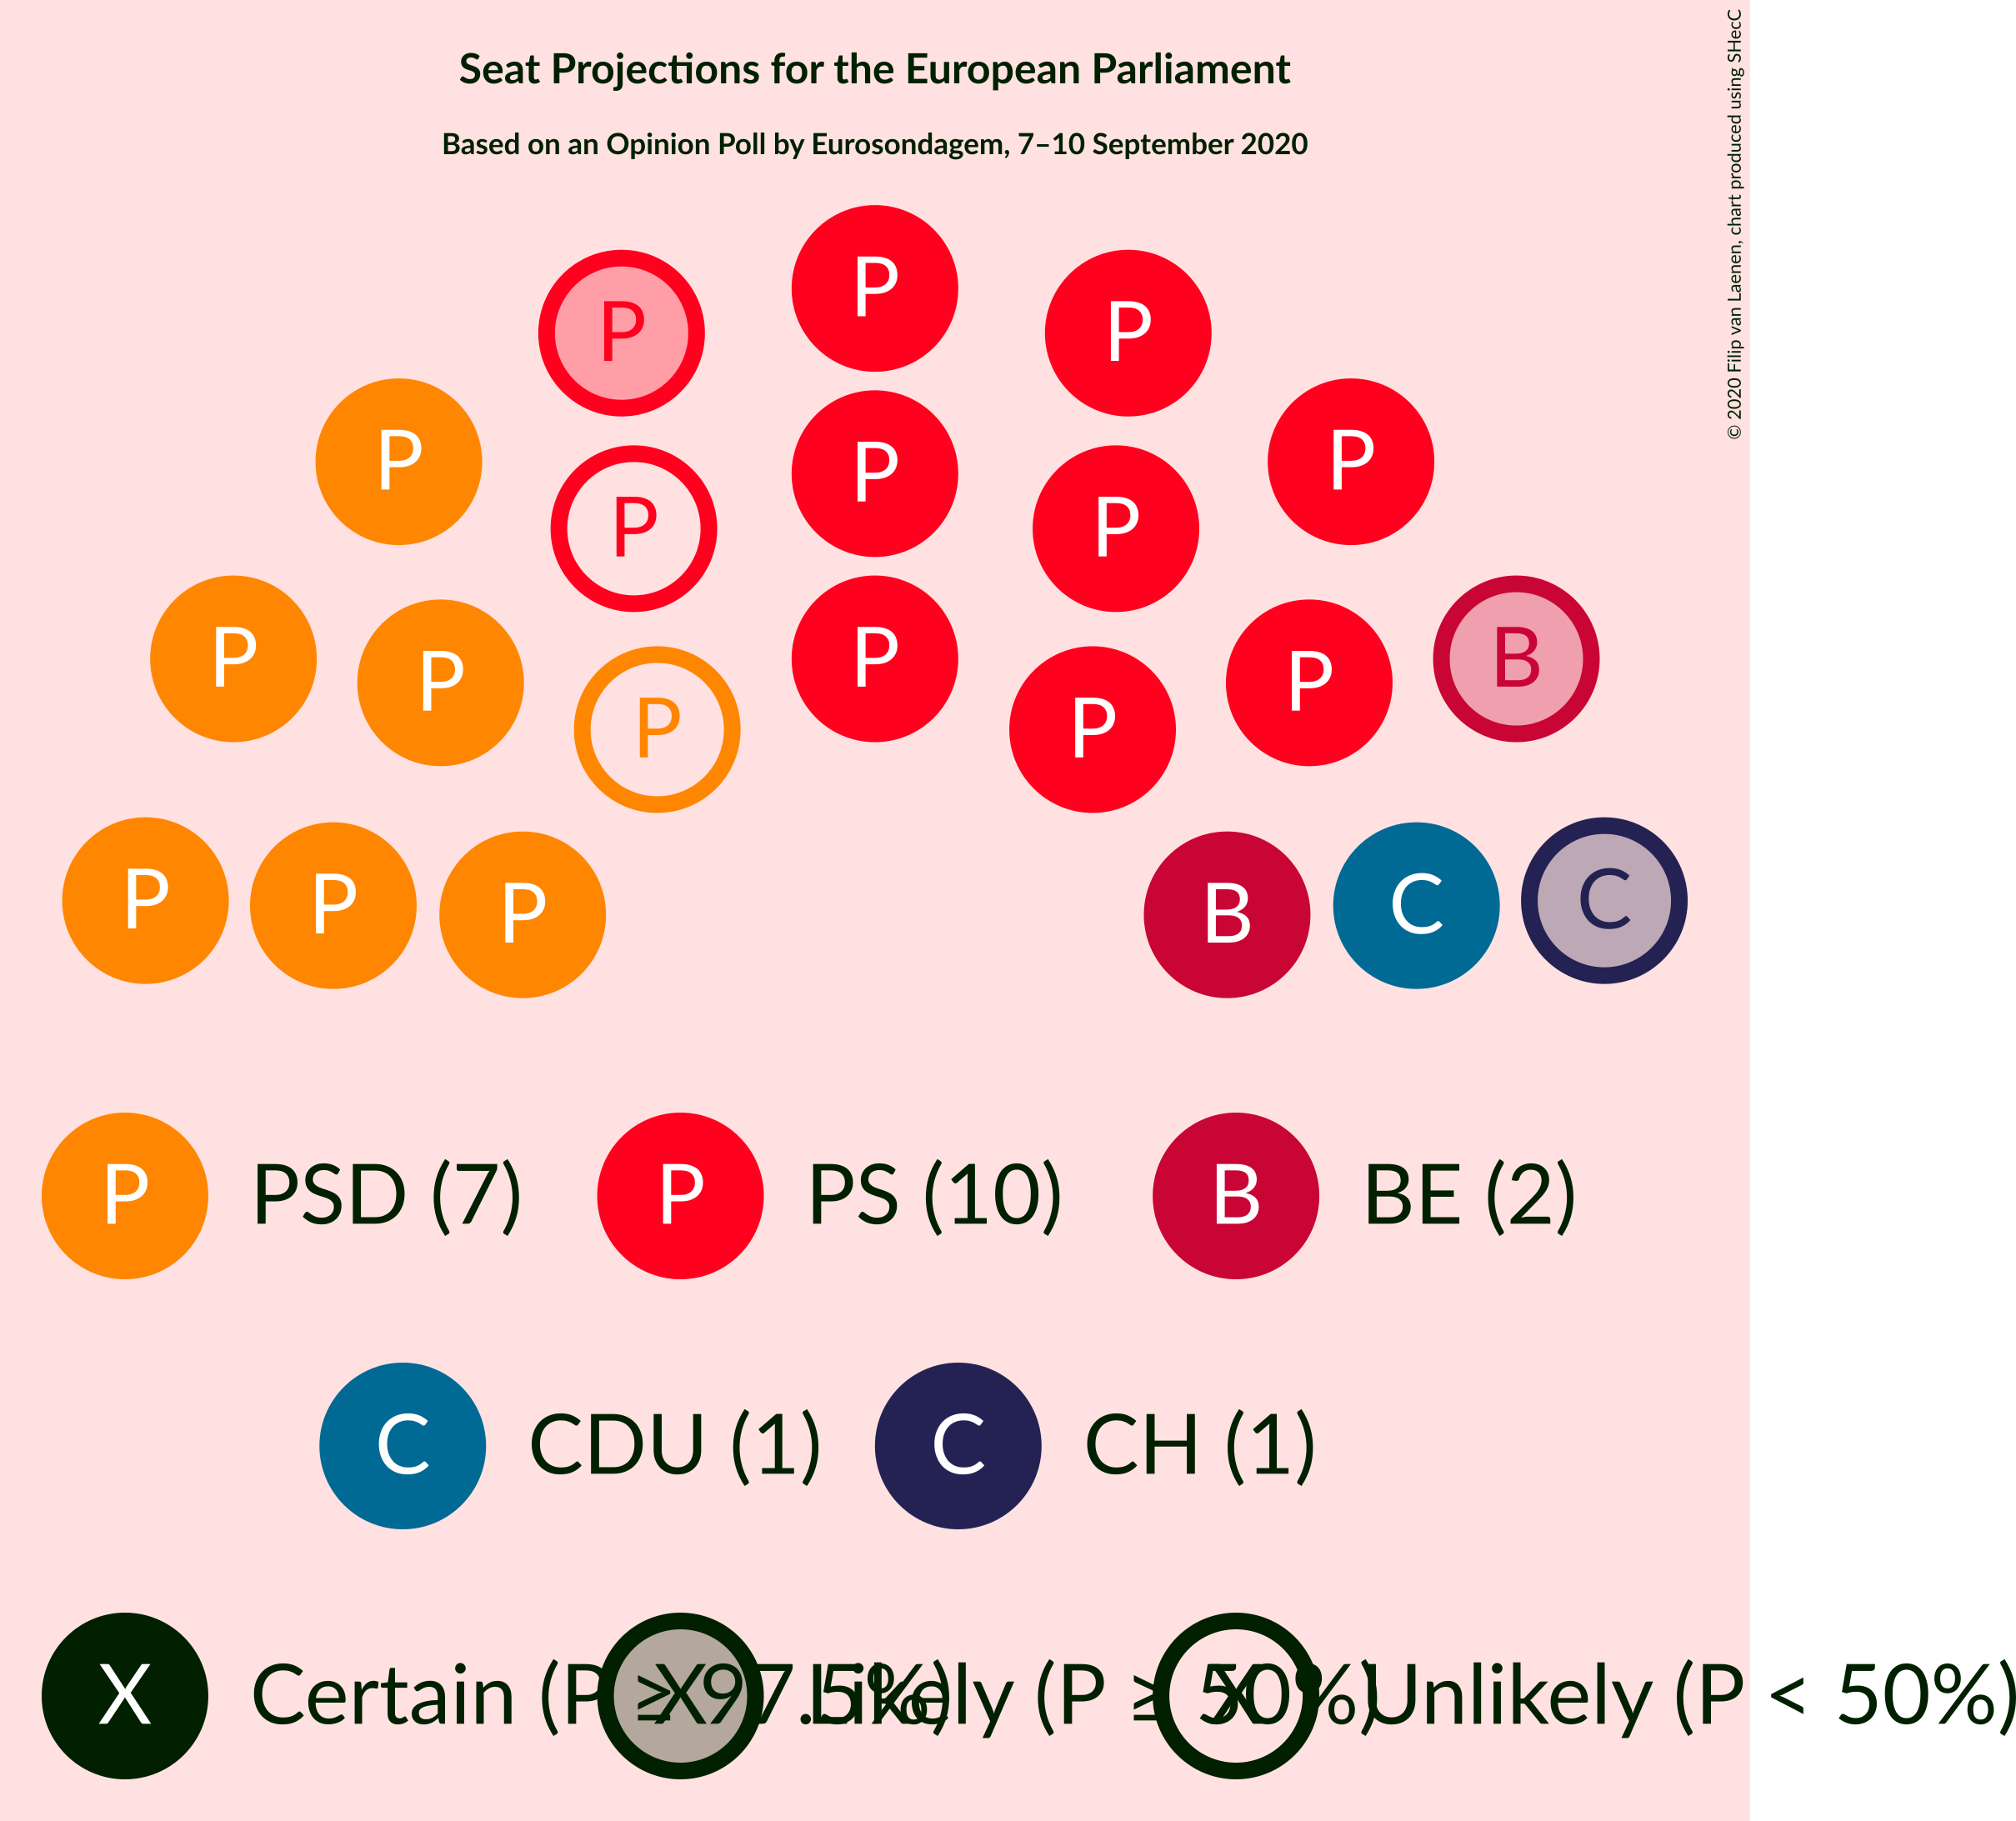 Seat Projections for the European Parliament
Based on an Opinion Poll by Eurosondagem, 7–10 September 2020
© 2020 Filip van Laenen, chart produced using SHecC
P
P P
P P
P
P P
P P B
P P
P P
P P P B C C
P PSD (7) P PS (10) B BE (2)
C CDU (1) C CH (1)
X Certain (P ≥ 97.5%) X Likely (P ≥ 50%) X Unlikely (P < 50%)